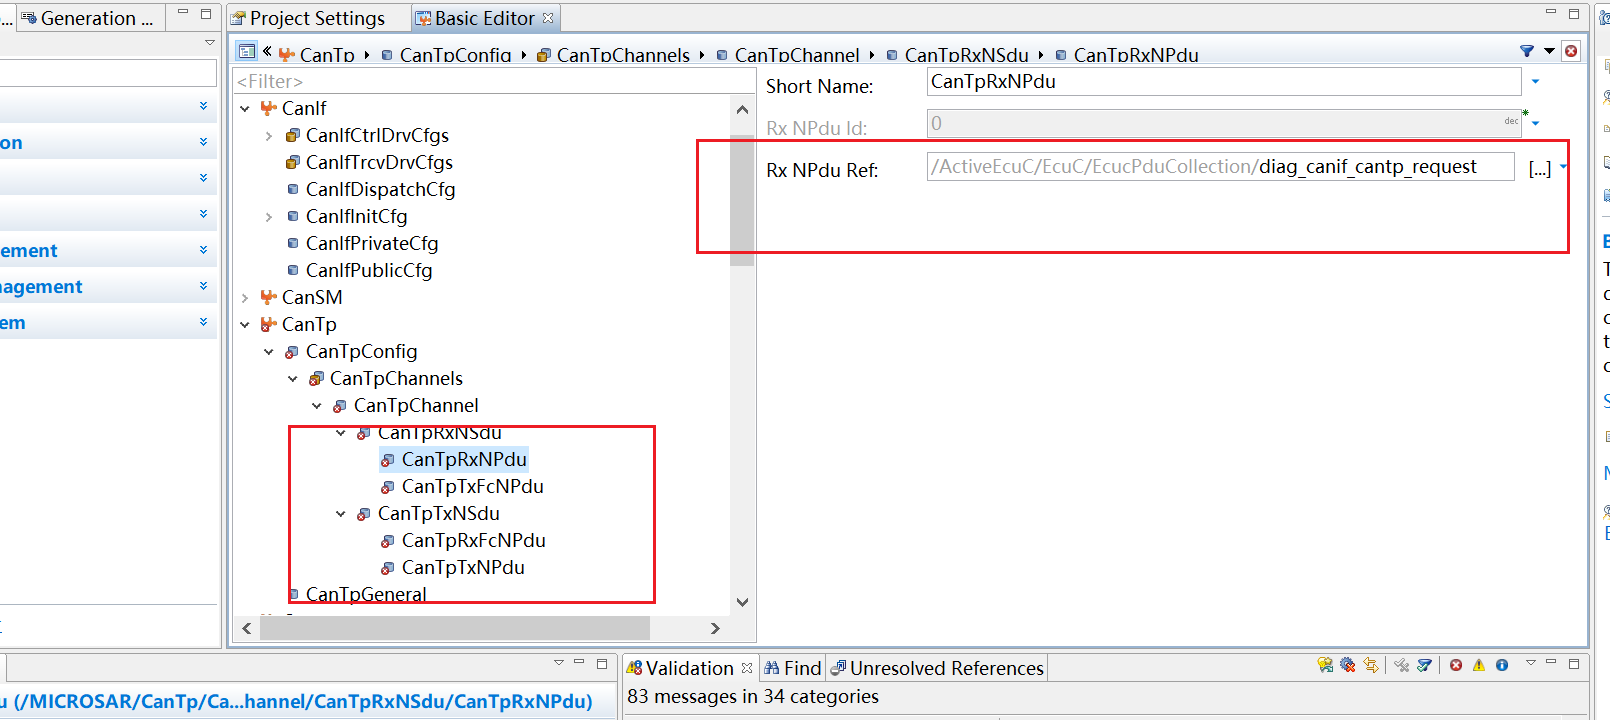 Generation ...
Project Settings
Basic Editor
« CanTp CanTpConfig CanTpChannels CanTpChannel CanTpRxNSdu CanTpRxNPdu
<Filter>
CanIf
CanIfCtrlDrvCfgs
CanIfTrcvDrvCfgs
CanIfDispatchCfg
CanIfInitCfg
CanIfPrivateCfg
CanIfPublicCfg
CanSM
CanTp
CanTpConfig
CanTpChannels
CanTpChannel
CanTpRxNSdu
CanTpRxNPdu
CanTpTxFcNPdu
CanTpTxNSdu
CanTpRxFcNPdu
CanTpTxNPdu
CanTpGeneral
Short Name: CanTpRxNPdu
Rx NPdu Id: 0 dec
Rx NPdu Ref: /ActiveEcuC/EcuC/EcucPduCollection/diag_canif_cantp_request [...]
on
ement
nagement
em
u (/MICROSAR/CanTp/Ca...hannel/CanTpRxNSdu/CanTpRxNPdu)
Validation
Find
Unresolved References
83 messages in 34 categories